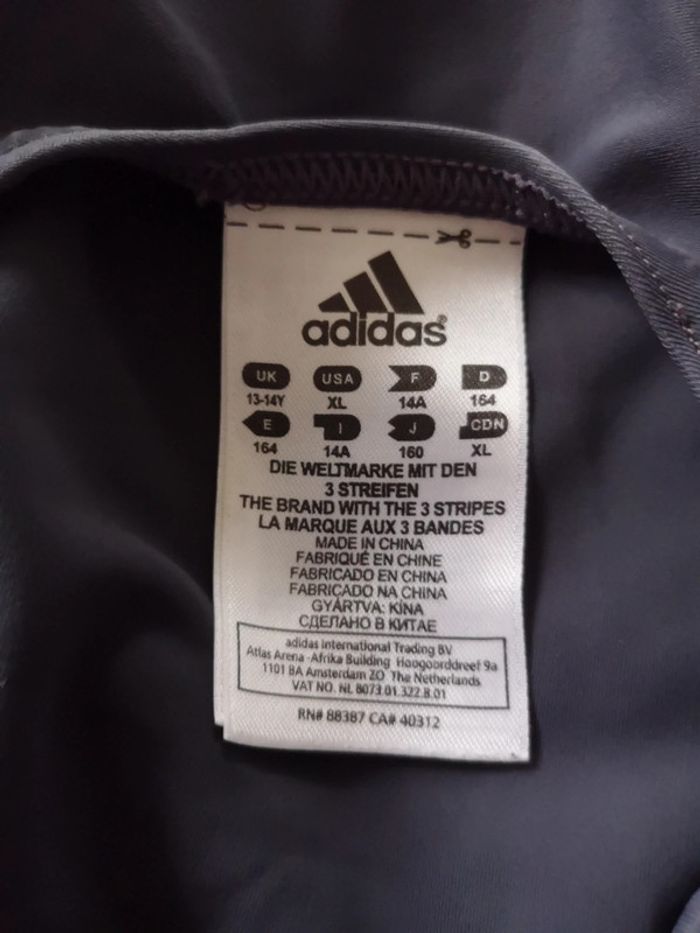 adidas®
UK USA F D
13-14Y XL 14A 164
E I J CDN
164 14A 160 XL
DIE WELTMARKE MIT DEN
3 STREIFEN
THE BRAND WITH THE 3 STRIPES
LA MARQUE AUX 3 BANDES
MADE IN CHINA
FABRIQUÉ EN CHINE
FABRICADO EN CHINA
FABRICADO NA CHINA
GYÁRTVA: KÍNA
СДЕЛАНО В КИТАЕ
adidas International Trading BV
Atlas Arena - Afrika Building Hoogoorddreef 9a
1101 BA Amsterdam ZO The Netherlands
VAT NO. NL 8073.01.322.B.01
RN# 88387 CA# 40312